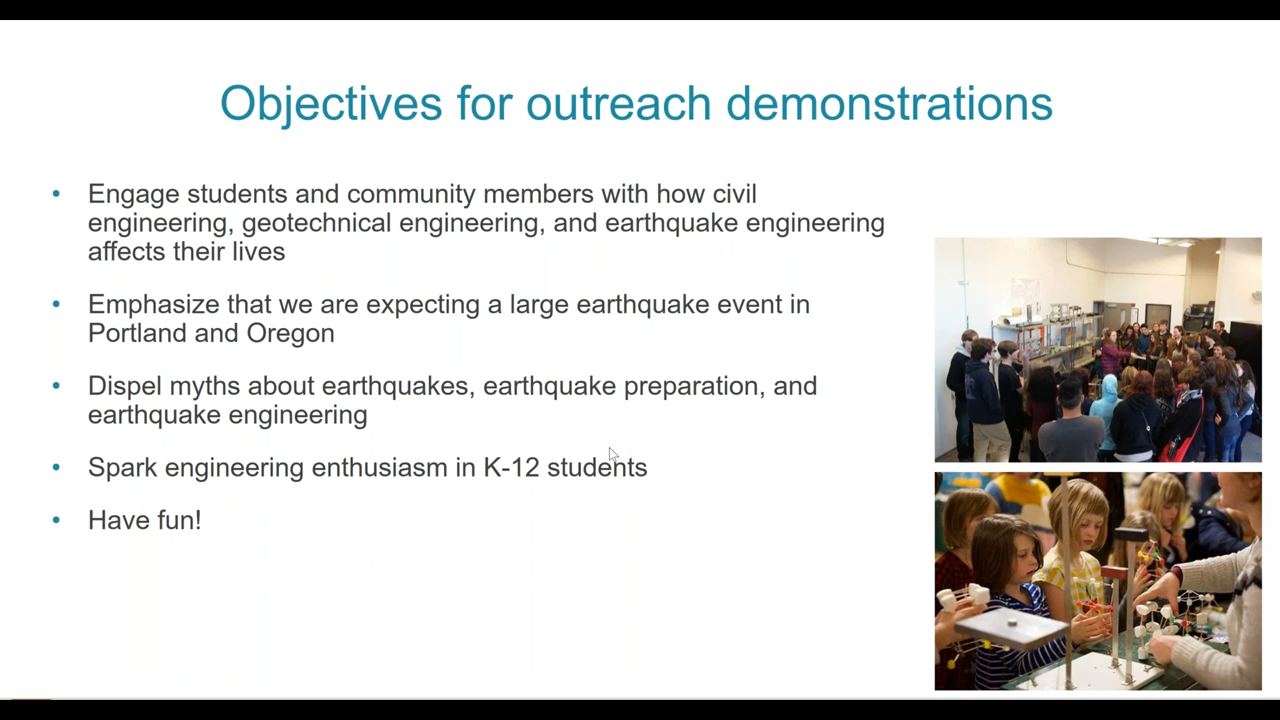 Objectives for outreach demonstrations
• Engage students and community members with how civil
engineering, geotechnical engineering, and earthquake engineering
affects their lives
• Emphasize that we are expecting a large earthquake event in
Portland and Oregon
• Dispel myths about earthquakes, earthquake preparation, and
earthquake engineering
• Spark engineering enthusiasm in K-12 students
• Have fun!